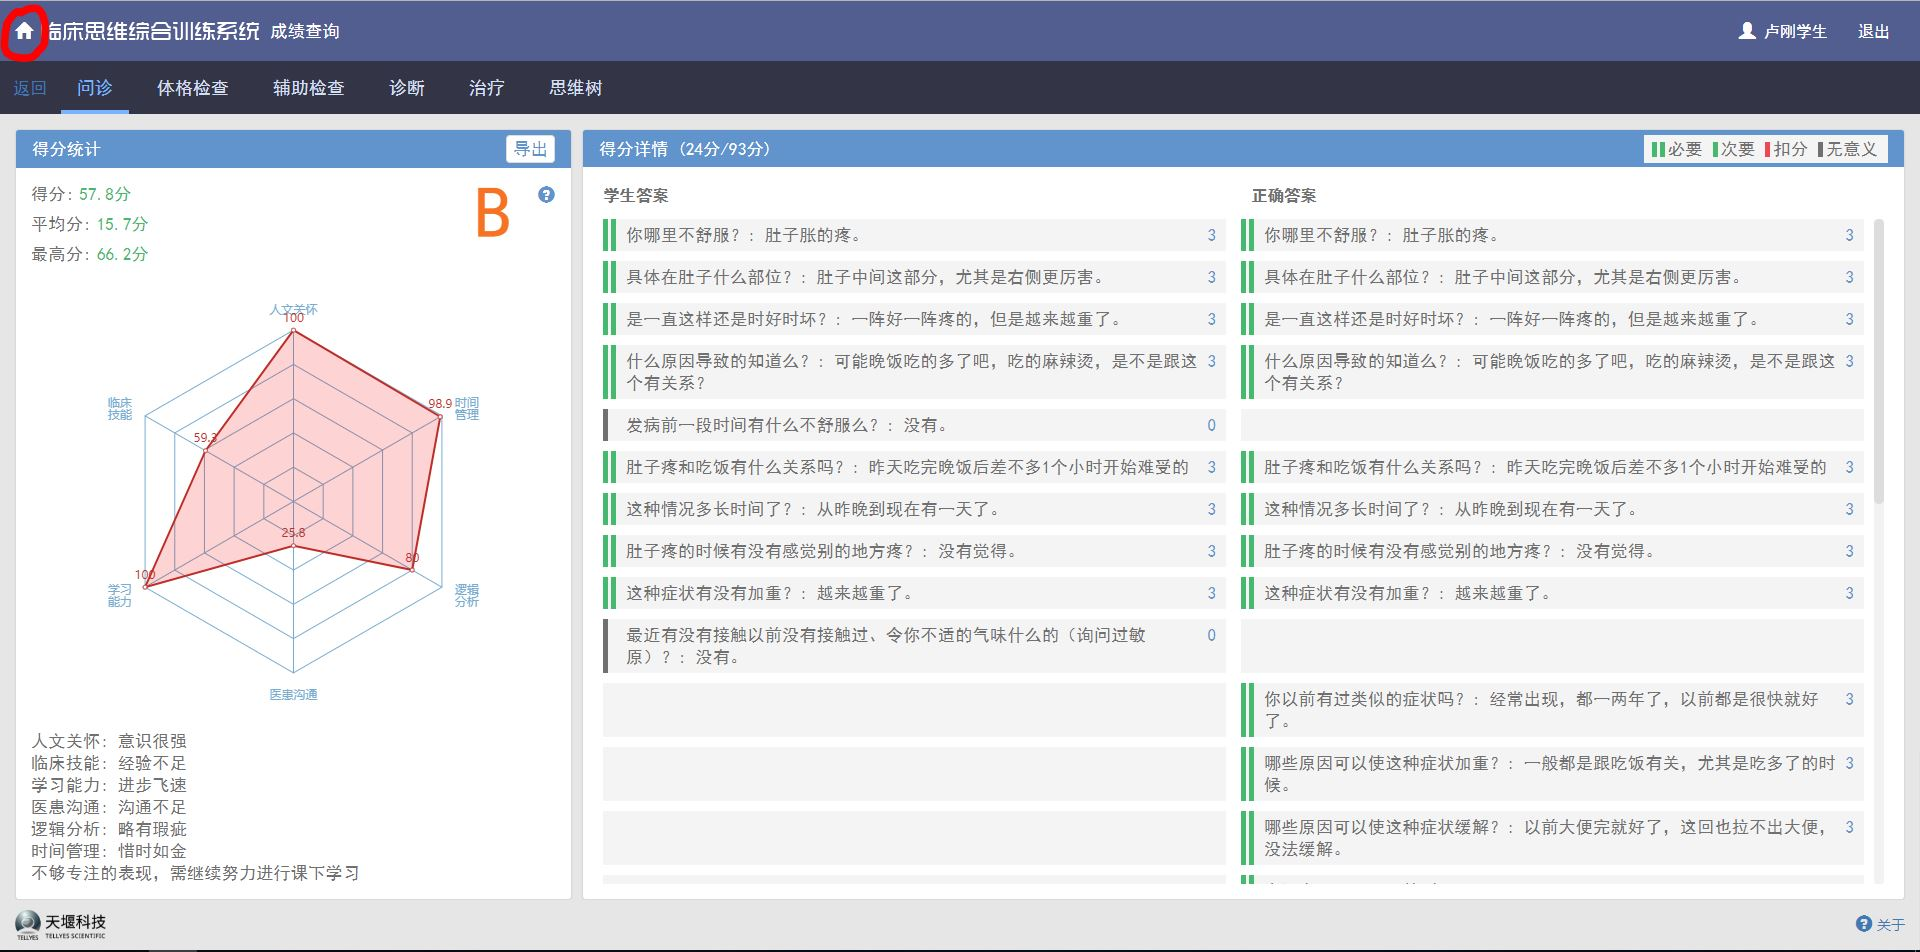 临床思维综合训练系统 成绩查询
卢刚学生 退出
返回 问诊 体格检查 辅助检查 诊断 治疗 思维树
得分统计 导出
得分：57.8分
平均分：15.7分
最高分：66.2分
B
人文关怀
100
时间
管理
98.9
临床
技能
59.3
25.8
80
100
学习
能力
逻辑
分析
医患沟通
人文关怀：意识很强
临床技能：经验不足
学习能力：进步飞速
医患沟通：沟通不足
逻辑分析：略有瑕疵
时间管理：惜时如金
不够专注的表现，需继续努力进行课下学习
得分详情（24分/93分） 必要 次要 扣分 无意义
学生答案
你哪里不舒服？：肚子胀的疼。 3
具体在肚子什么部位？：肚子中间这部分，尤其是右侧更厉害。 3
是一直这样还是时好时坏？：一阵好一阵疼的，但是越来越重了。 3
什么原因导致的知道么？：可能晚饭吃的多了吧，吃的麻辣烫，是不是跟这 3
个有关系？
发病前一段时间有什么不舒服么？：没有。 0
肚子疼和吃饭有什么关系吗？：昨天吃完晚饭后差不多1个小时开始难受的 3
这种情况多长时间了？：从昨晚到现在有一天了。 3
肚子疼的时候有没有感觉别的地方疼？：没有觉得。 3
这种症状有没有加重？：越来越重了。 3
最近有没有接触以前没有接触过、令你不适的气味什么的（询问过敏 0
原）？：没有。
正确答案
你哪里不舒服？：肚子胀的疼。 3
具体在肚子什么部位？：肚子中间这部分，尤其是右侧更厉害。 3
是一直这样还是时好时坏？：一阵好一阵疼的，但是越来越重了。 3
什么原因导致的知道么？：可能晚饭吃的多了吧，吃的麻辣烫，是不是跟这 3
个有关系？
肚子疼和吃饭有什么关系吗？：昨天吃完晚饭后差不多1个小时开始难受的 3
这种情况多长时间了？：从昨晚到现在有一天了。 3
肚子疼的时候有没有感觉别的地方疼？：没有觉得。 3
这种症状有没有加重？：越来越重了。 3
你以前有过类似的症状吗？：经常出现，都一两年了，以前都是很快就好 3
了。
哪些原因可以使这种症状加重？：一般都是跟吃饭有关，尤其是吃多了的时 3
候。
哪些原因可以使这种症状缓解？：以前大便完就好了，这回也拉不出大便， 3
没法缓解。
天堰科技
TELLYES TELLYES SCIENTIFIC
关于